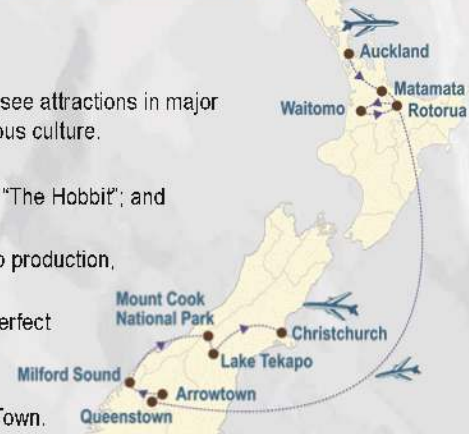 see attractions in major
ous culture.
"The Hobbit"; and
o production,
erfect
Town.
Auckland
Matamata
Waitomo
Rotorua
Mount Cook
National Park
Christchurch
Lake Tekapo
Milford Sound
Arrowtown
Queenstown